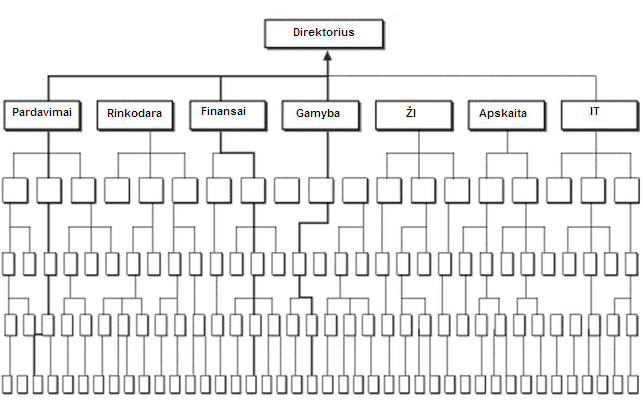 Direktorius
Pardavimai
Rinkodara
Finansai
Gamyba
ŽI
Apskaita
IT